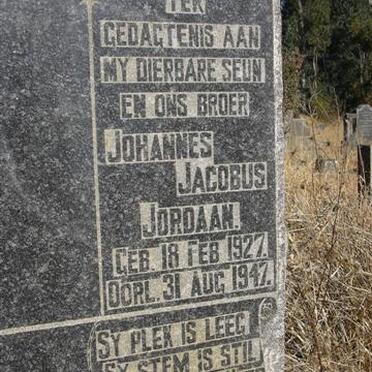 TER
GEDAGTENIS AAN
MY DIERBARE SEUN
EN ONS BROER
JOHANNES
JACOBUS
JORDAAN.
GEB. 18 FEB 1927.
OORL. 31 AUG 1947.
SY PLEK IS LEEG
SY STEM IS STIL